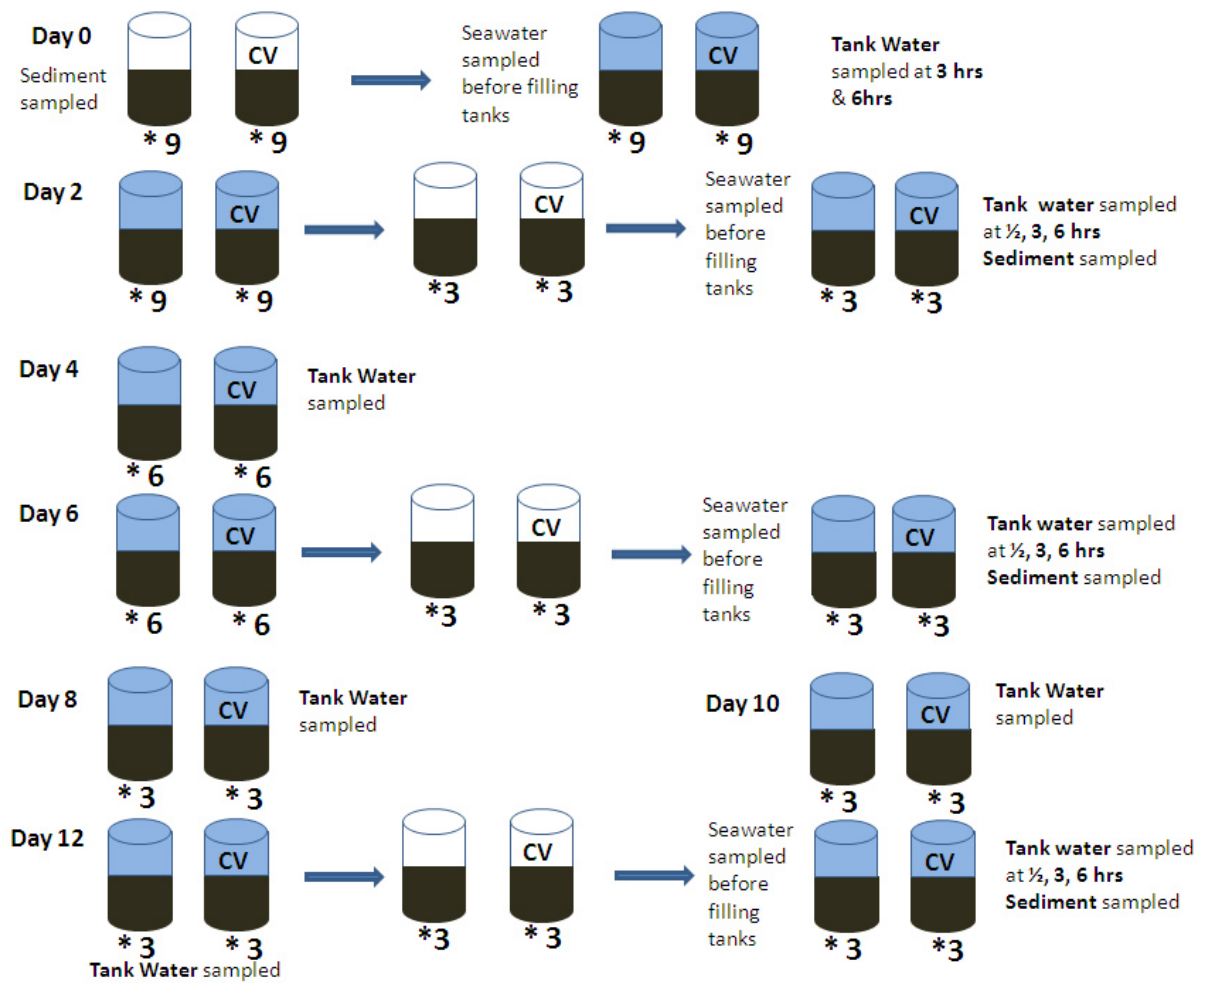 Day 0
Sediment
sampled
CV
* 9
* 9
Seawater
sampled
before filling
tanks
CV
* 9
* 9
Tank Water
sampled at 3 hrs
& 6hrs
Day 2
CV
* 9
* 9
CV
*3
* 3
Seawater
sampled
before
filling
tanks
CV
* 3
*3
Tank water sampled
at ½, 3, 6 hrs
Sediment sampled
Day 4
CV
* 6
* 6
Tank Water
sampled
Day 6
CV
* 6
* 6
CV
*3
* 3
Seawater
sampled
before
filling
tanks
CV
* 3
*3
Tank water sampled
at ½, 3, 6 hrs
Sediment sampled
Day 8
CV
* 3
* 3
Tank Water
sampled
Day 10
CV
* 3
* 3
Tank Water
sampled
Day 12
CV
* 3
* 3
Tank Water sampled
CV
*3
* 3
Seawater
sampled
before
filling
tanks
CV
* 3
*3
Tank water sampled
at ½, 3, 6 hrs
Sediment sampled